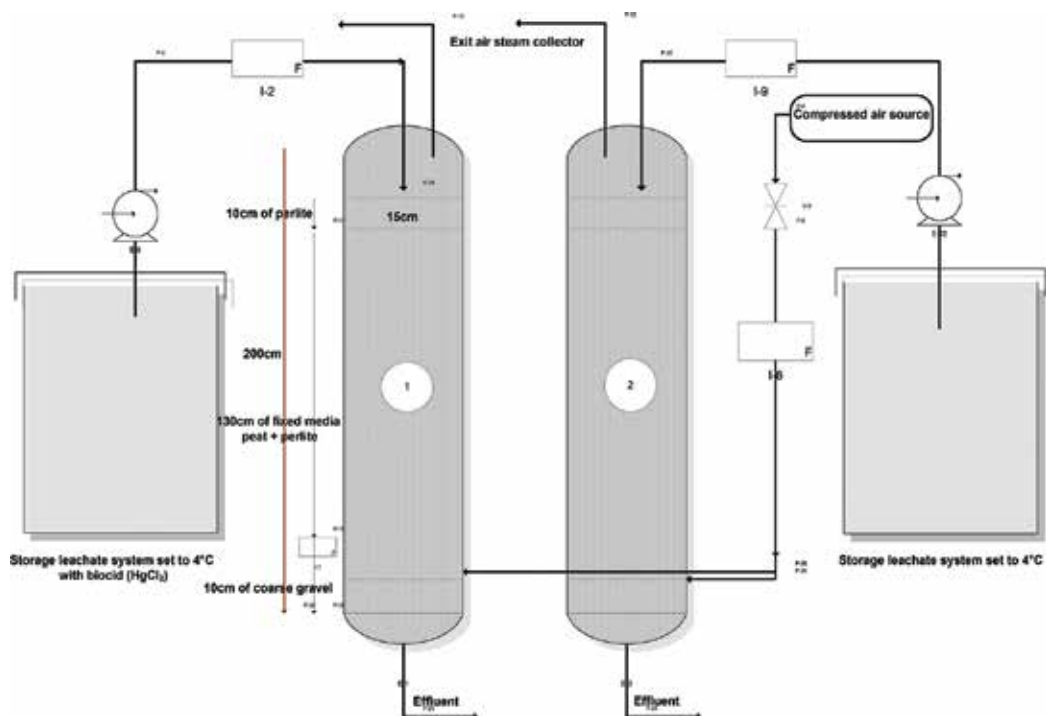 Exit air steam collector
F
F
I-2
I-9
Compressed air source
10cm of perlite
15cm
200cm
1
2
F
I-8
130cm of fixed media
peat + perlite
Storage leachate system set to 4°C
with biocid (HgCl₂)
Storage leachate system set to 4°C
10cm of coarse gravel
Effluent
Effluent